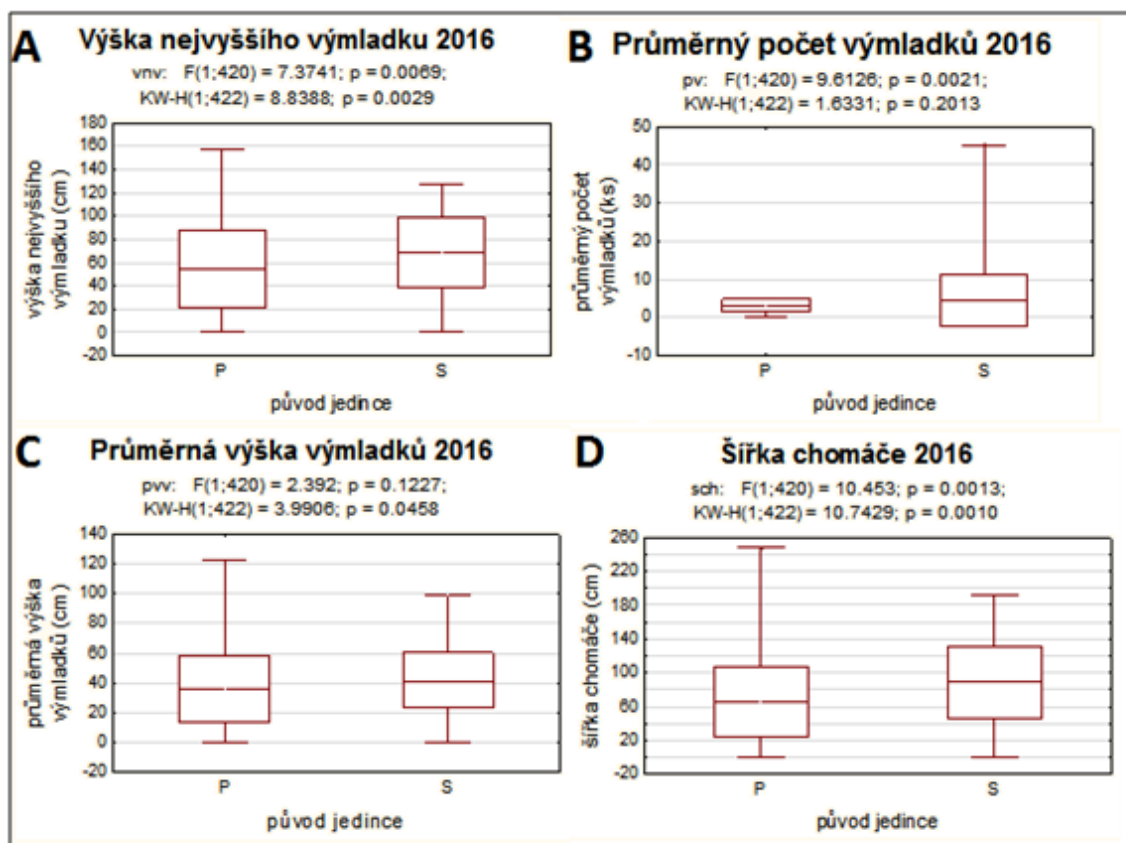 A
Výška nejvyššího výmladku 2016
vnv: F(1;420) = 7.3741; p = 0.0069;
KW-H(1;422) = 8.8388; p = 0.0029
výška nejvyššího
výmladku (cm)
180
160
140
120
100
80
60
40
20
0
-20
P
S
původ jedince
B
Průměrný počet výmladků 2016
pv: F(1;420) = 9.6126; p = 0.0021;
KW-H(1;422) = 1.6331; p = 0.2013
průměrný počet
výmladků (ks)
50
40
30
20
10
0
-10
P
S
původ jedince
C
Průměrná výška výmladků 2016
pvv: F(1;420) = 2.392; p = 0.1227;
KW-H(1;422) = 3.9906; p = 0.0458
průměrná výška
výmladků (cm)
140
120
100
80
60
40
20
0
-20
P
S
původ jedince
D
Šířka chomáče 2016
sch: F(1;420) = 10.453; p = 0.0013;
KW-H(1;422) = 10.7429; p = 0.0010
šířka chomáče (cm)
260
220
180
140
100
60
20
-20
P
S
původ jedince